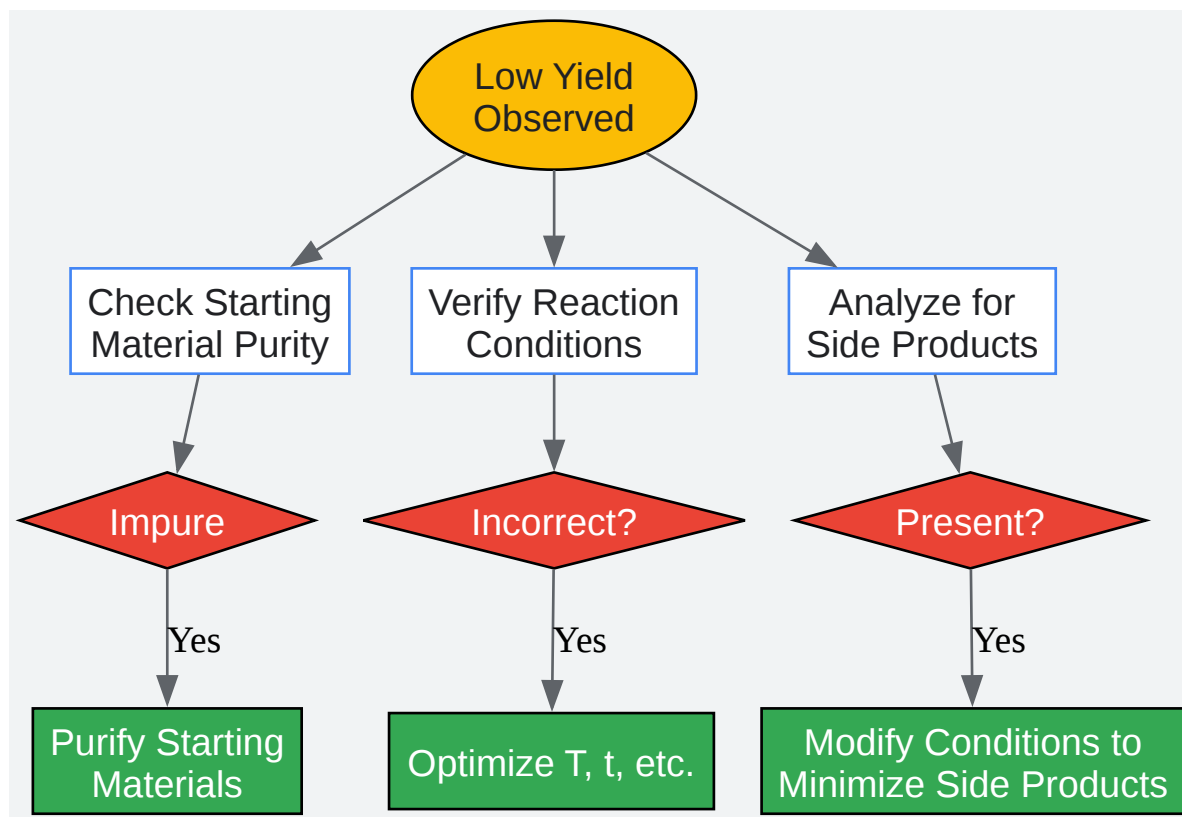 Low Yield
Observed
Check Starting
Material Purity
Verify Reaction
Conditions
Analyze for
Side Products
Impure
Incorrect?
Present?
Yes
Yes
Yes
Purify Starting
Materials
Optimize T, t, etc.
Modify Conditions to
Minimize Side Products